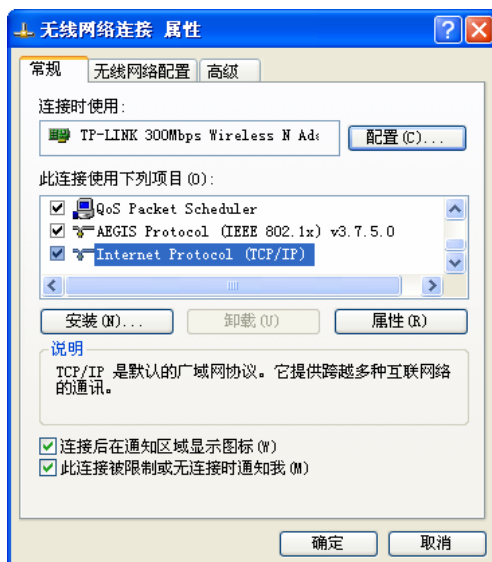 无线网络连接 属性
常规 无线网络配置 高级
连接时使用:
TP-LINK 300Mbps Wireless N Ada
配置(C)...
此连接使用下列项目(O):
QoS Packet Scheduler
AEGIS Protocol (IEEE 802.1x) v3.7.5.0
Internet Protocol (TCP/IP)
安装(N)... 卸载(U) 属性(R)
说明
TCP/IP 是默认的广域网协议。它提供跨越多种互联网络
的通讯。
连接后在通知区域显示图标(W)
此连接被限制或无连接时通知我(M)
确定 取消